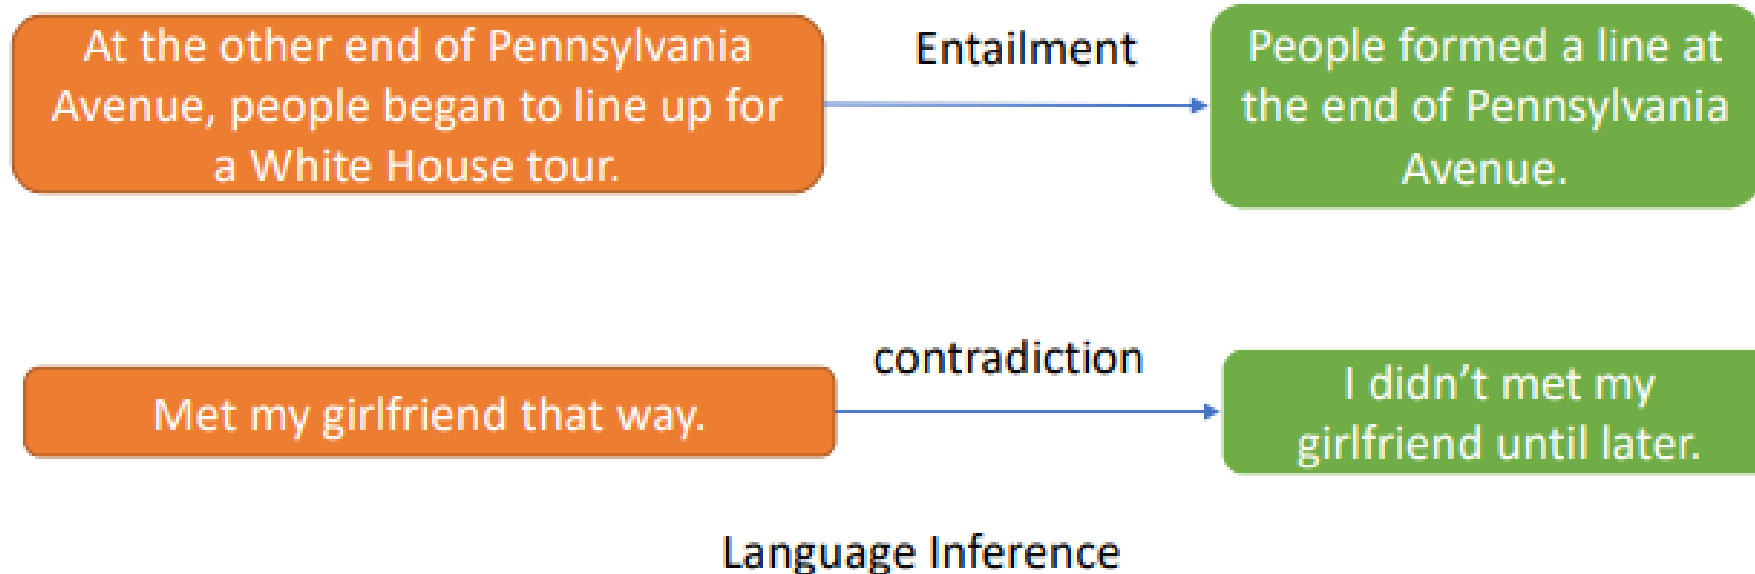 At the other end of Pennsylvania
Avenue, people began to line up for
a White House tour.
Entailment
People formed a line at
the end of Pennsylvania
Avenue.
Met my girlfriend that way.
contradiction
I didn’t met my
girlfriend until later.
Language Inference